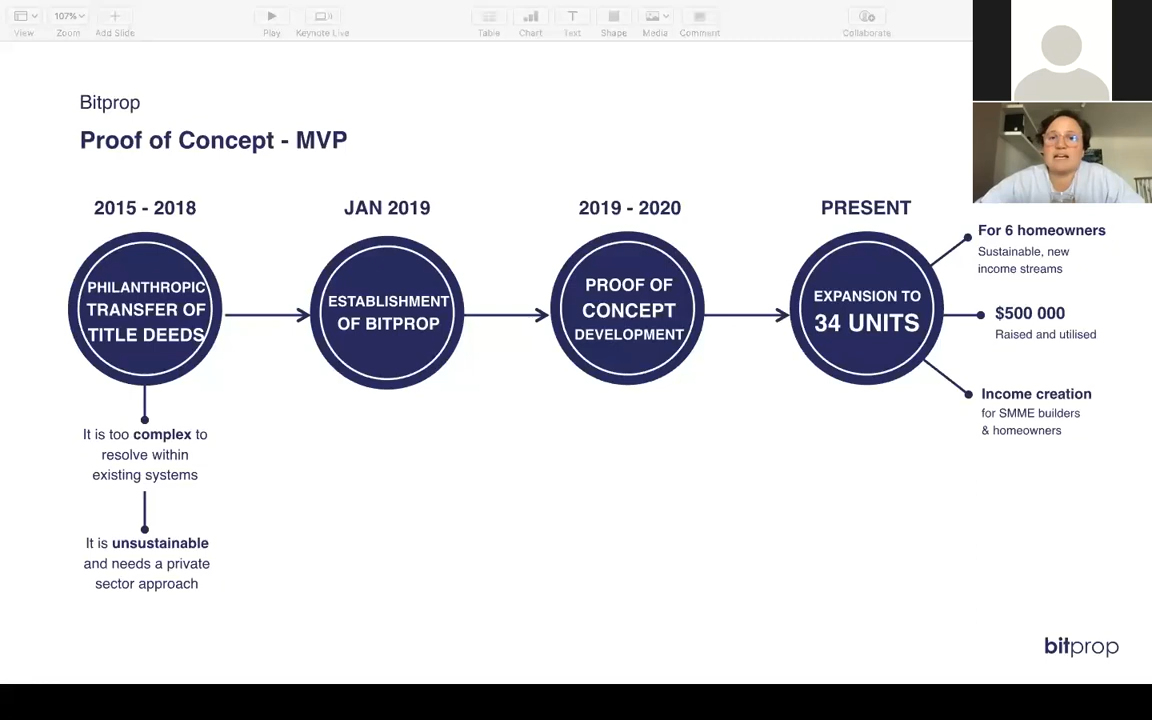 107%
View
Zoom
Add Slide
Play
Keynote Live
Table
Chart
Text
Shape
Media
Comment
Collaborate
Bitprop
Proof of Concept - MVP
2015 - 2018
JAN 2019
2019 - 2020
PRESENT
PHILANTHROPIC
TRANSFER OF
TITLE DEEDS
ESTABLISHMENT
OF BITPROP
PROOF OF
CONCEPT
DEVELOPMENT
EXPANSION TO
34 UNITS
For 6 homeowners
Sustainable, new
income streams
$500 000
Raised and utilised
Income creation
for SMME builders
& homeowners
It is too complex to
resolve within
existing systems
It is unsustainable
and needs a private
sector approach
bitprop